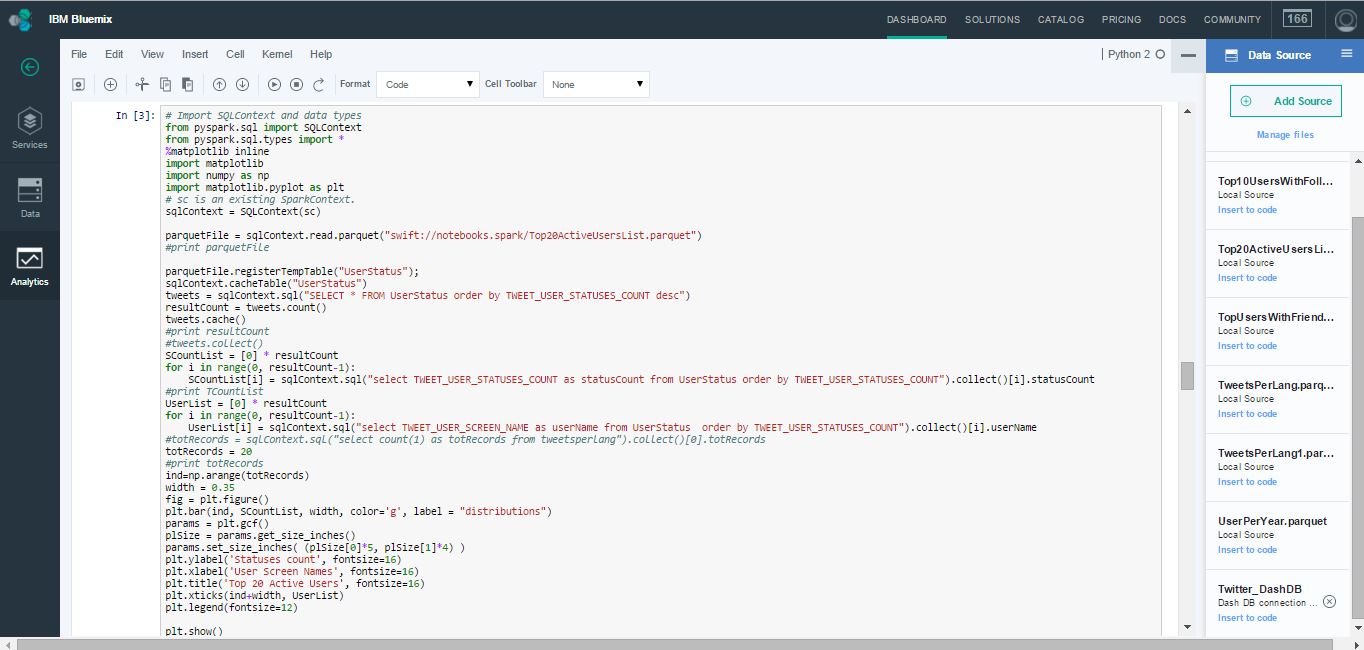 IBM Bluemix
DASHBOARD SOLUTIONS CATALOG PRICING DOCS COMMUNITY 166
File Edit View Insert Cell Kernel Help
Python 2
Format Code Cell Toolbar None
Services
Data
Analytics
In [3]:
# Import SQLContext and data types
from pyspark.sql import SQLContext
from pyspark.sql.types import *
%matplotlib inline
import matplotlib
import numpy as np
import matplotlib.pyplot as plt
# sc is an existing SparkContext.
sqlContext = SQLContext(sc)
parquetFile = sqlContext.read.parquet("swift://notebooks.spark/Top20ActiveUsersList.parquet")
#print parquetFile
parquetFile.registerTempTable("UserStatus");
sqlContext.cacheTable("UserStatus")
tweets = sqlContext.sql("SELECT * FROM UserStatus order by TWEET_USER_STATUSES_COUNT desc")
resultCount = tweets.count()
tweets.cache()
#print resultCount
#tweets.collect()
SCountList = [0] * resultCount
for i in range(0, resultCount-1):
    SCountList[i] = sqlContext.sql("select TWEET_USER_STATUSES_COUNT as statusCount from UserStatus order by TWEET_USER_STATUSES_COUNT").collect()[i].statusCount
#print TCountList
UserList = [0] * resultCount
for i in range(0, resultCount-1):
    UserList[i] = sqlContext.sql("select TWEET_USER_SCREEN_NAME as userName from UserStatus  order by TWEET_USER_STATUSES_COUNT").collect()[i].userName
#totRecords = sqlContext.sql("select count(1) as totRecords from tweetsperLang").collect()[0].totRecords
totRecords = 20
#print totRecords
ind=np.arange(totRecords)
width = 0.35
fig = plt.figure()
plt.bar(ind, SCountList, width, color='g', label = "distributions")
params = plt.gcf()
plSize = params.get_size_inches()
params.set_size_inches( (plSize[0]*5, plSize[1]*4) )
plt.ylabel('Statuses count', fontsize=16)
plt.xlabel('User Screen Names', fontsize=16)
plt.title('Top 20 Active Users', fontsize=16)
plt.xticks(ind+width, UserList)
plt.legend(fontsize=12)
plt.show()
Data Source
Add Source
Manage files
Top10UsersWithFoll...
Local Source
Insert to code
Top20ActiveUsersLi...
Local Source
Insert to code
TopUsersWithFriend...
Local Source
Insert to code
TweetsPerLang.parq...
Local Source
Insert to code
TweetsPerLang1.par...
Local Source
Insert to code
UserPerYear.parquet
Local Source
Insert to code
Twitter_DashDB
Dash DB connection ...
Insert to code